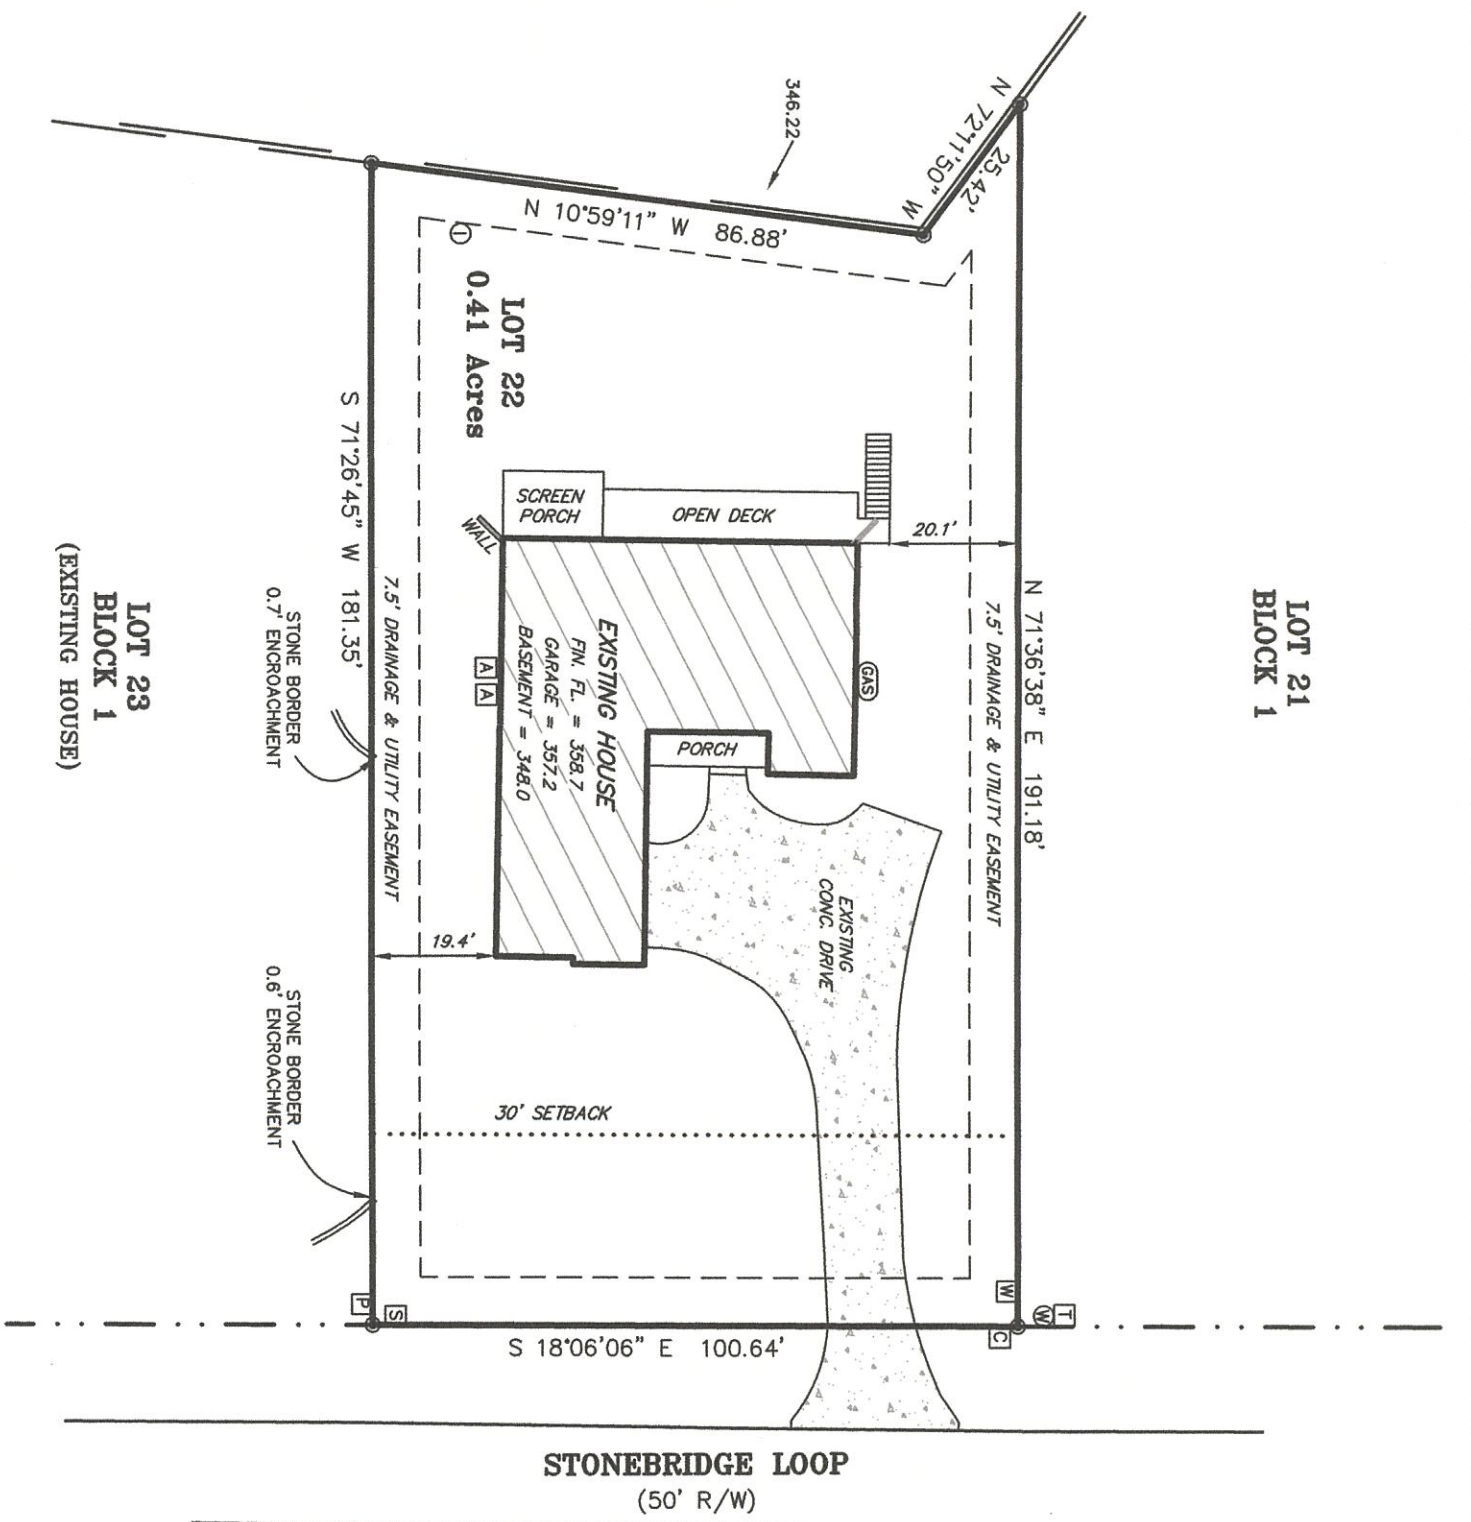 346.22
N 72°11'50" W
25.42'
N 10°59'11" W 86.88'
LOT 22
0.41 Acres
LOT 21
BLOCK 1
N 71°36'38" E 191.18'
7.5' DRAINAGE & UTILITY EASEMENT
20.1'
SCREEN
PORCH
OPEN DECK
WALL
S 71°26'45" W 181.35'
7.5' DRAINAGE & UTILITY EASEMENT
LOT 23
BLOCK 1
(EXISTING HOUSE)
STONE BORDER
0.7' ENCROACHMENT
EXISTING HOUSE
FIN. FL. = 358.7
GARAGE = 357.2
BASEMENT = 348.0
A A
GAS
PORCH
EXISTING
CONC. DRIVE
19.4'
STONE BORDER
0.6' ENCROACHMENT
30' SETBACK
P
S
W
W
T
C
S 18°06'06" E 100.64'
STONEBRIDGE LOOP
(50' R/W)